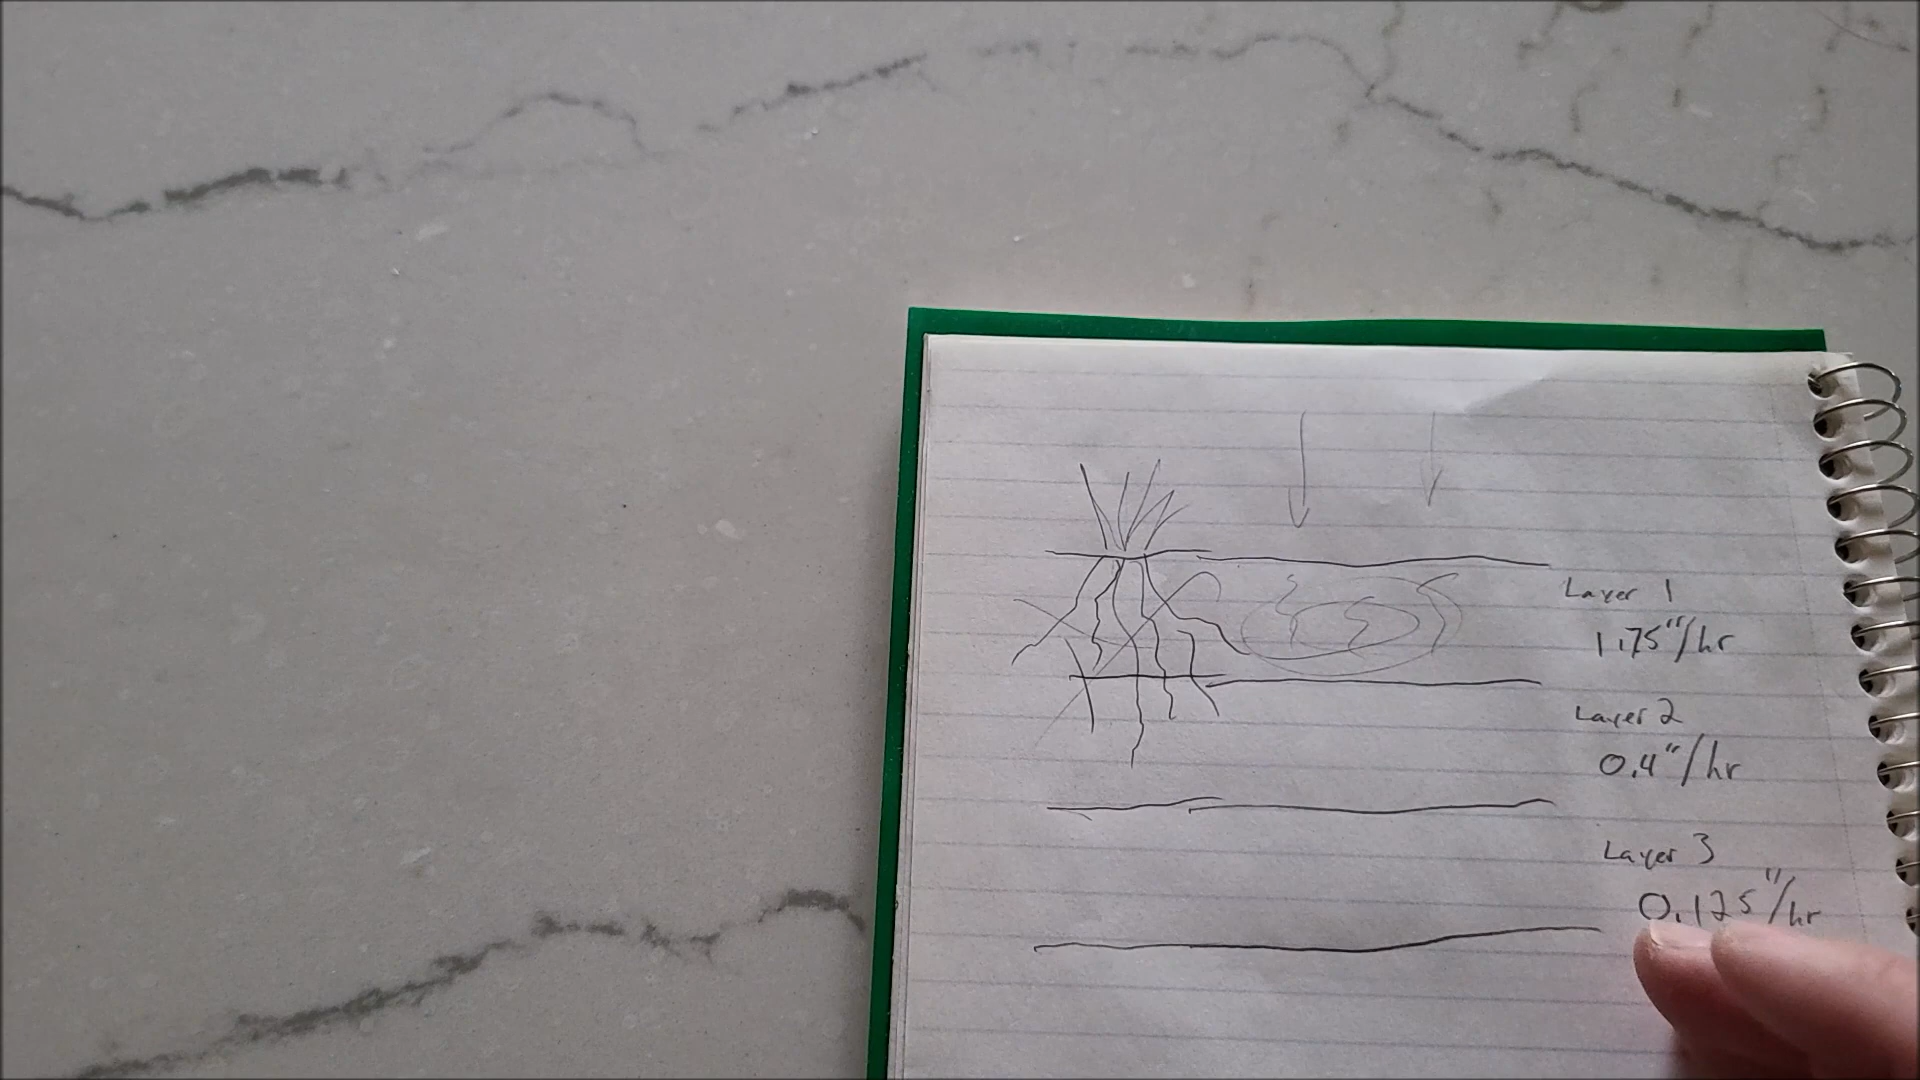 Layer 1
1.75"/hr
Layer 2
0.4"/hr
Layer 3
0.125"/hr